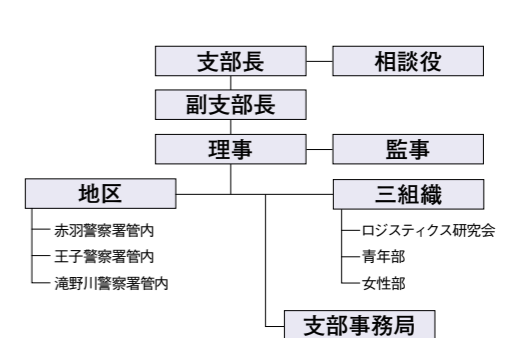 支部長
相談役
副支部長
理事
監事
地区
三組織
赤羽警察署管内
王子警察署管内
滝野川警察署管内
ロジスティクス研究会
青年部
女性部
支部事務局